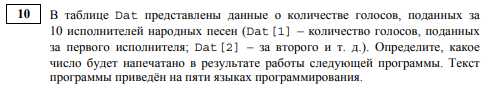 10
В таблице Dat представлены данные о количестве голосов, поданных за
10 исполнителей народных песен (Dat[1] – количество голосов, поданных
за первого исполнителя; Dat[2] – за второго и т. д.). Определите, какое
число будет напечатано в результате работы следующей программы. Текст
программы приведён на пяти языках программирования.